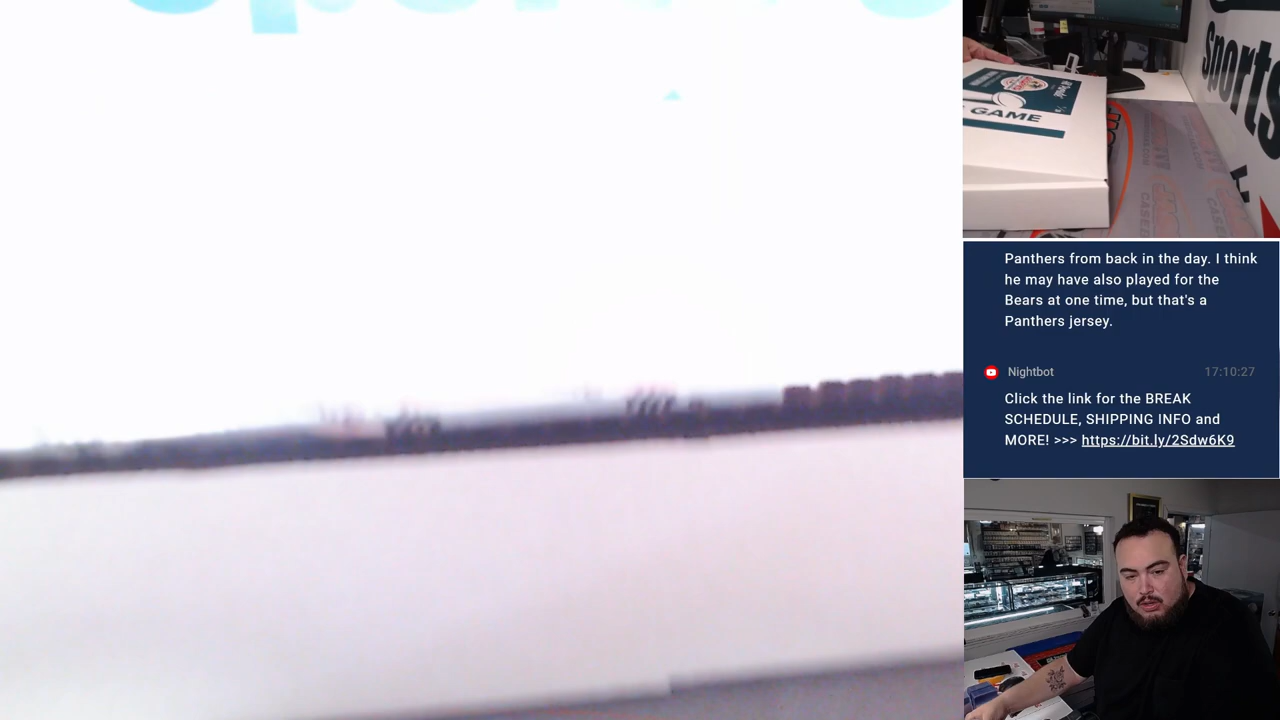 Sports
GAME
Sports
Panthers from back in the day. I think
he may have also played for the
Bears at one time, but that's a
Panthers jersey.
Nightbot
17:10:27
Click the link for the BREAK
SCHEDULE, SHIPPING INFO and
MORE! >>> https://bit.ly/2Sdw6K9